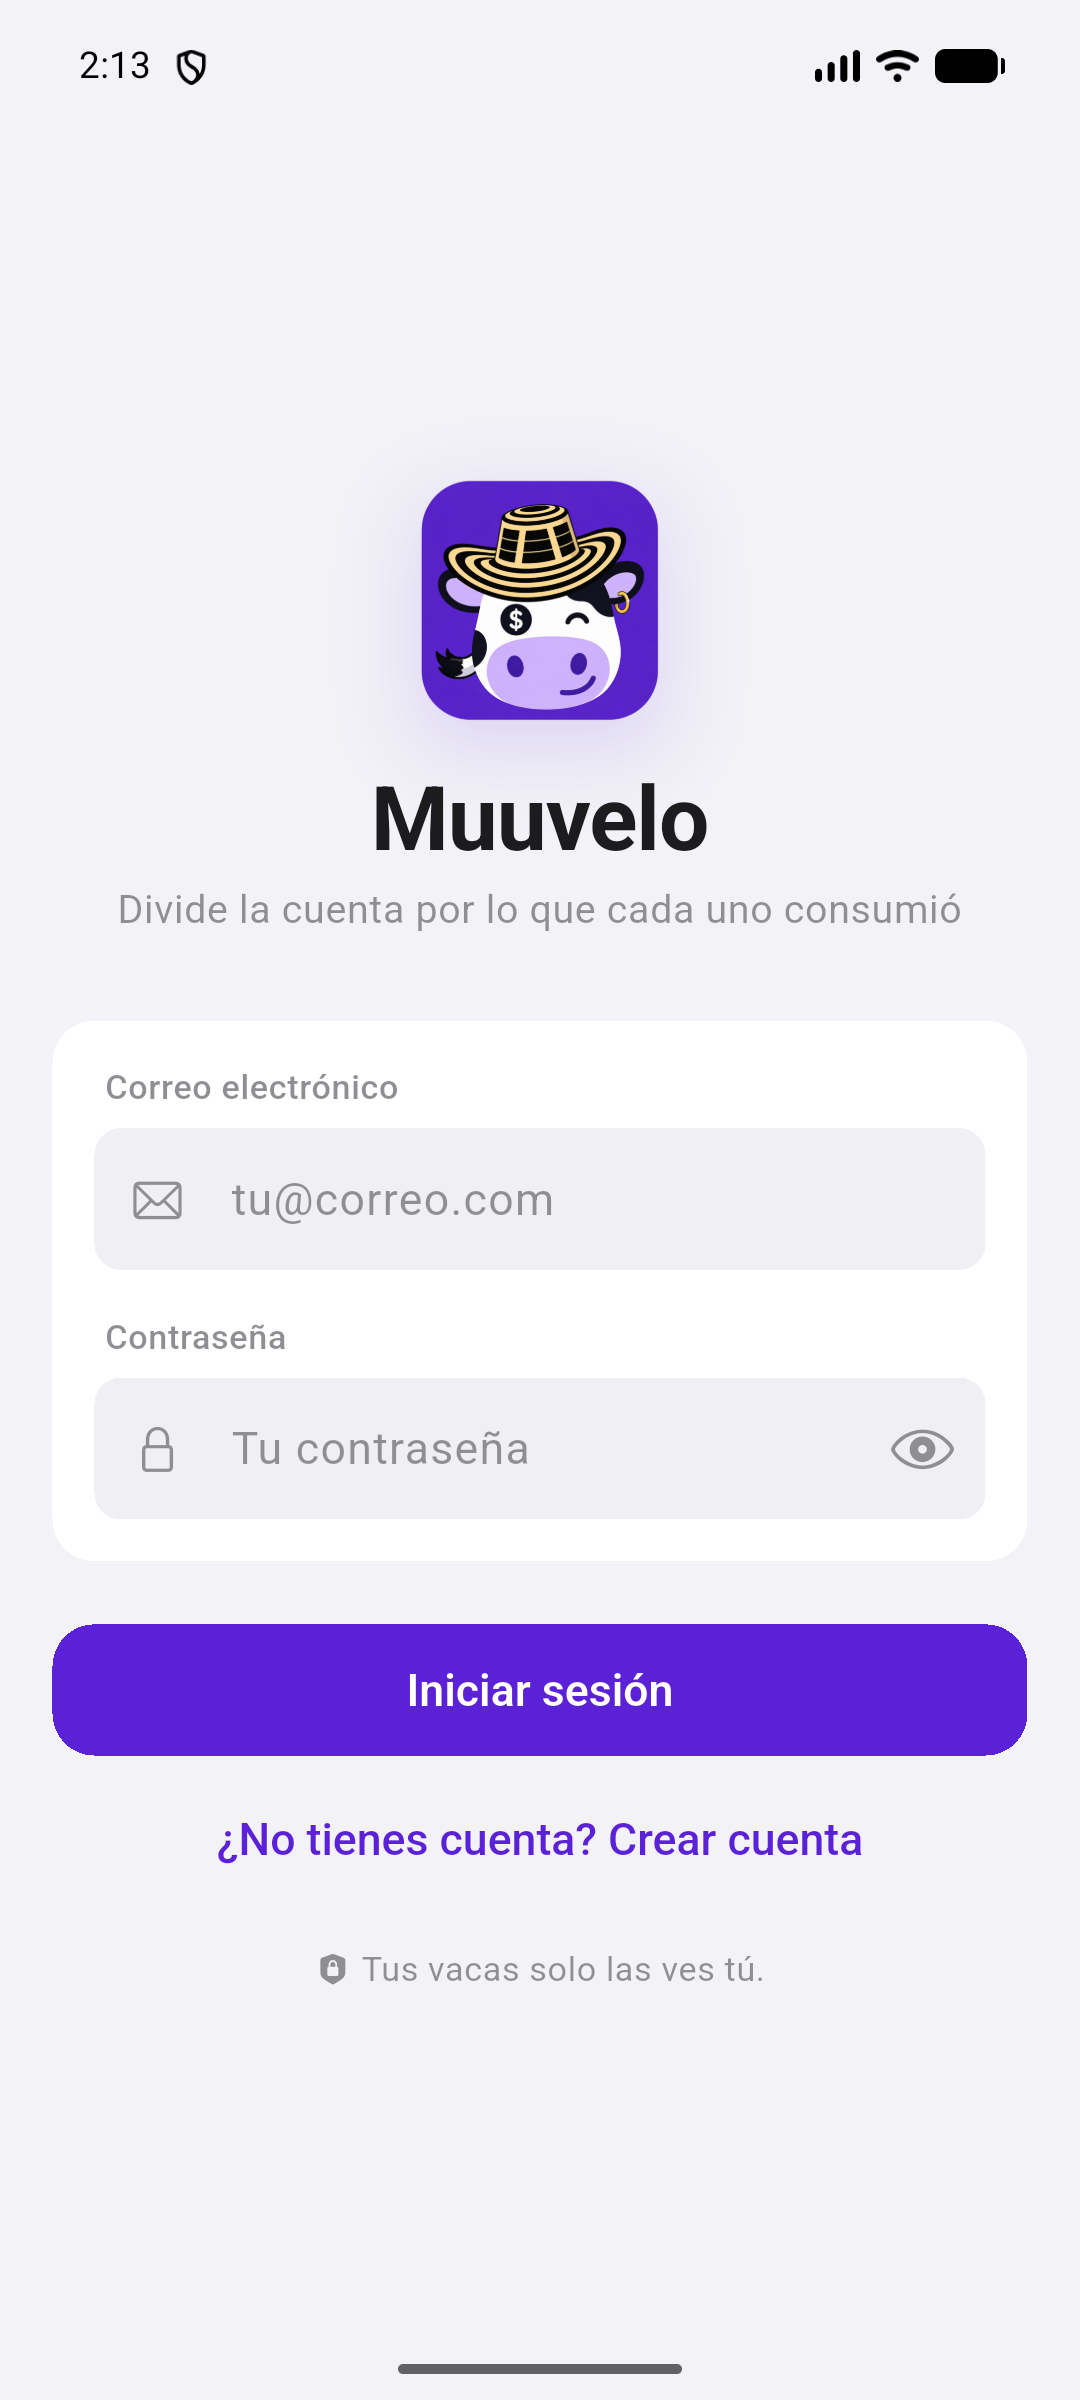 2:13
$
Muuvelo
Divide la cuenta por lo que cada uno consumió
Correo electrónico
tu@correo.com
Contraseña
Tu contraseña
Iniciar sesión
¿No tienes cuenta? Crear cuenta
Tus vacas solo las ves tú.